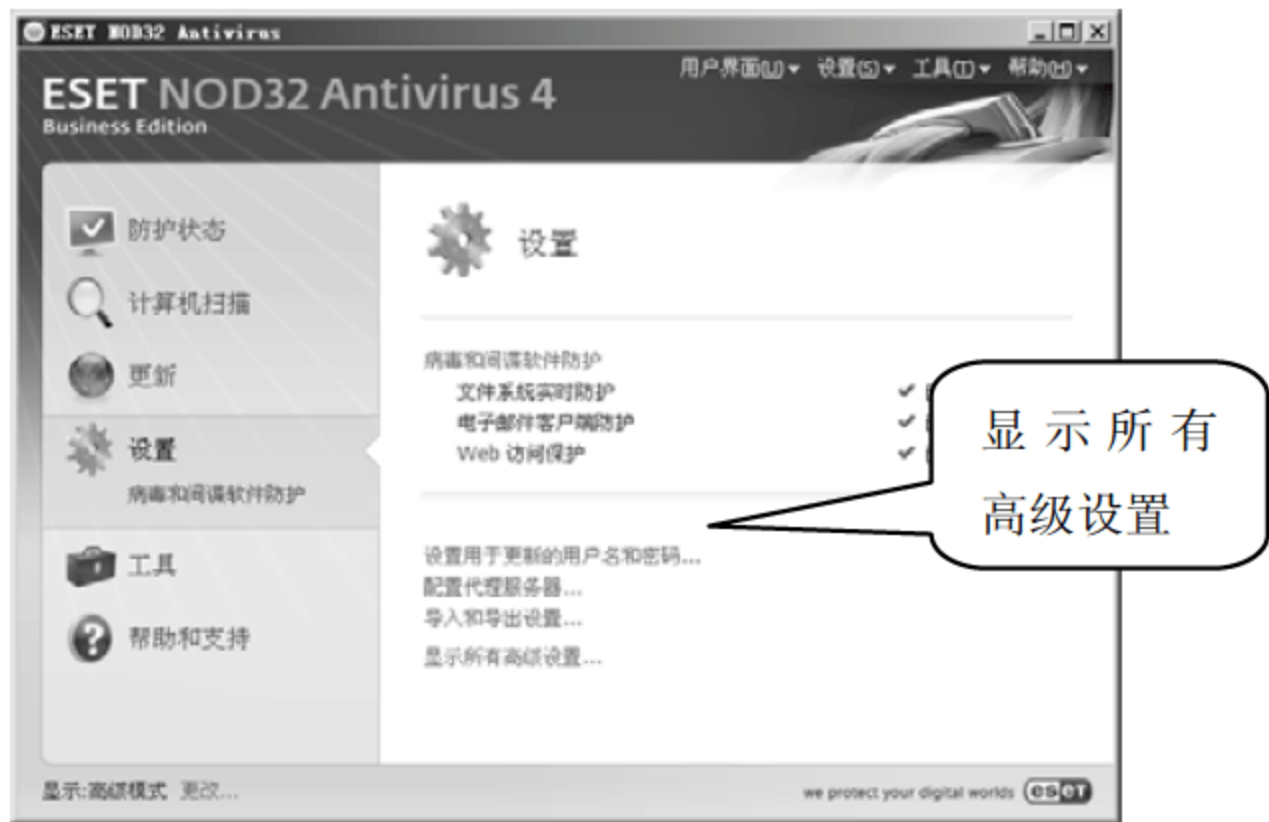 ESET NOD32 Antivirus
用户界面(U) 设置(S) 工具(T) 帮助(H)
ESET NOD32 Antivirus 4
Business Edition
防护状态
计算机扫描
更新
设置
病毒和间谍软件防护
工具
帮助和支持
设置
病毒和间谍软件防护
文件系统实时防护
电子邮件客户端防护
Web 访问保护
设置用于更新的用户名和密码...
配置代理服务器...
导入和导出设置...
显示所有高级设置...
显示所有
高级设置
显示:高级模式 更改...
we protect your digital worlds eseT